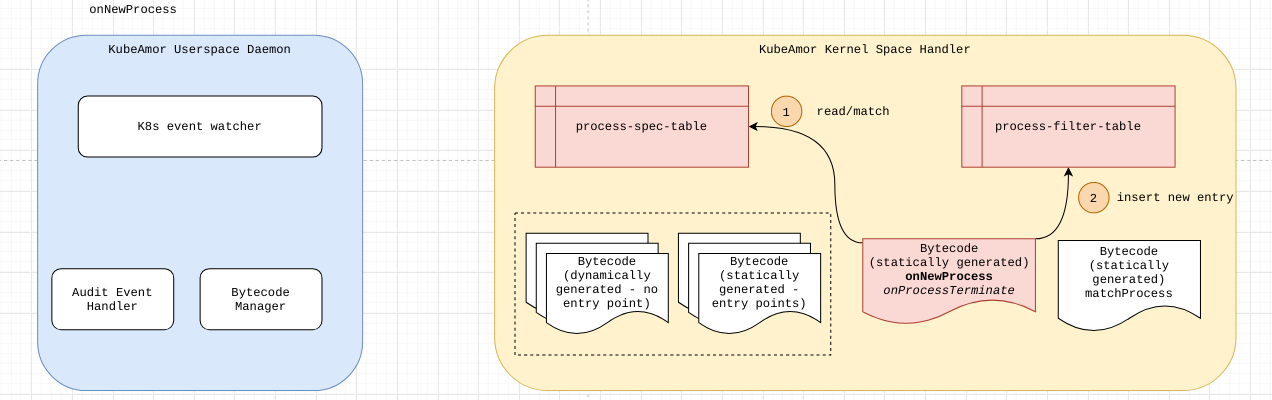 onNewProcess
KubeAmor Userspace Daemon
K8s event watcher
Audit Event
Handler
Bytecode
Manager
KubeAmor Kernel Space Handler
process-spec-table
1
read/match
process-filter-table
2
insert new entry
Bytecode
(dynamically
generated - no
entry point)
Bytecode
(statically
generated -
entry points)
Bytecode
(statically generated)
onNewProcess
onProcessTerminate
Bytecode
(statically
generated)
matchProcess